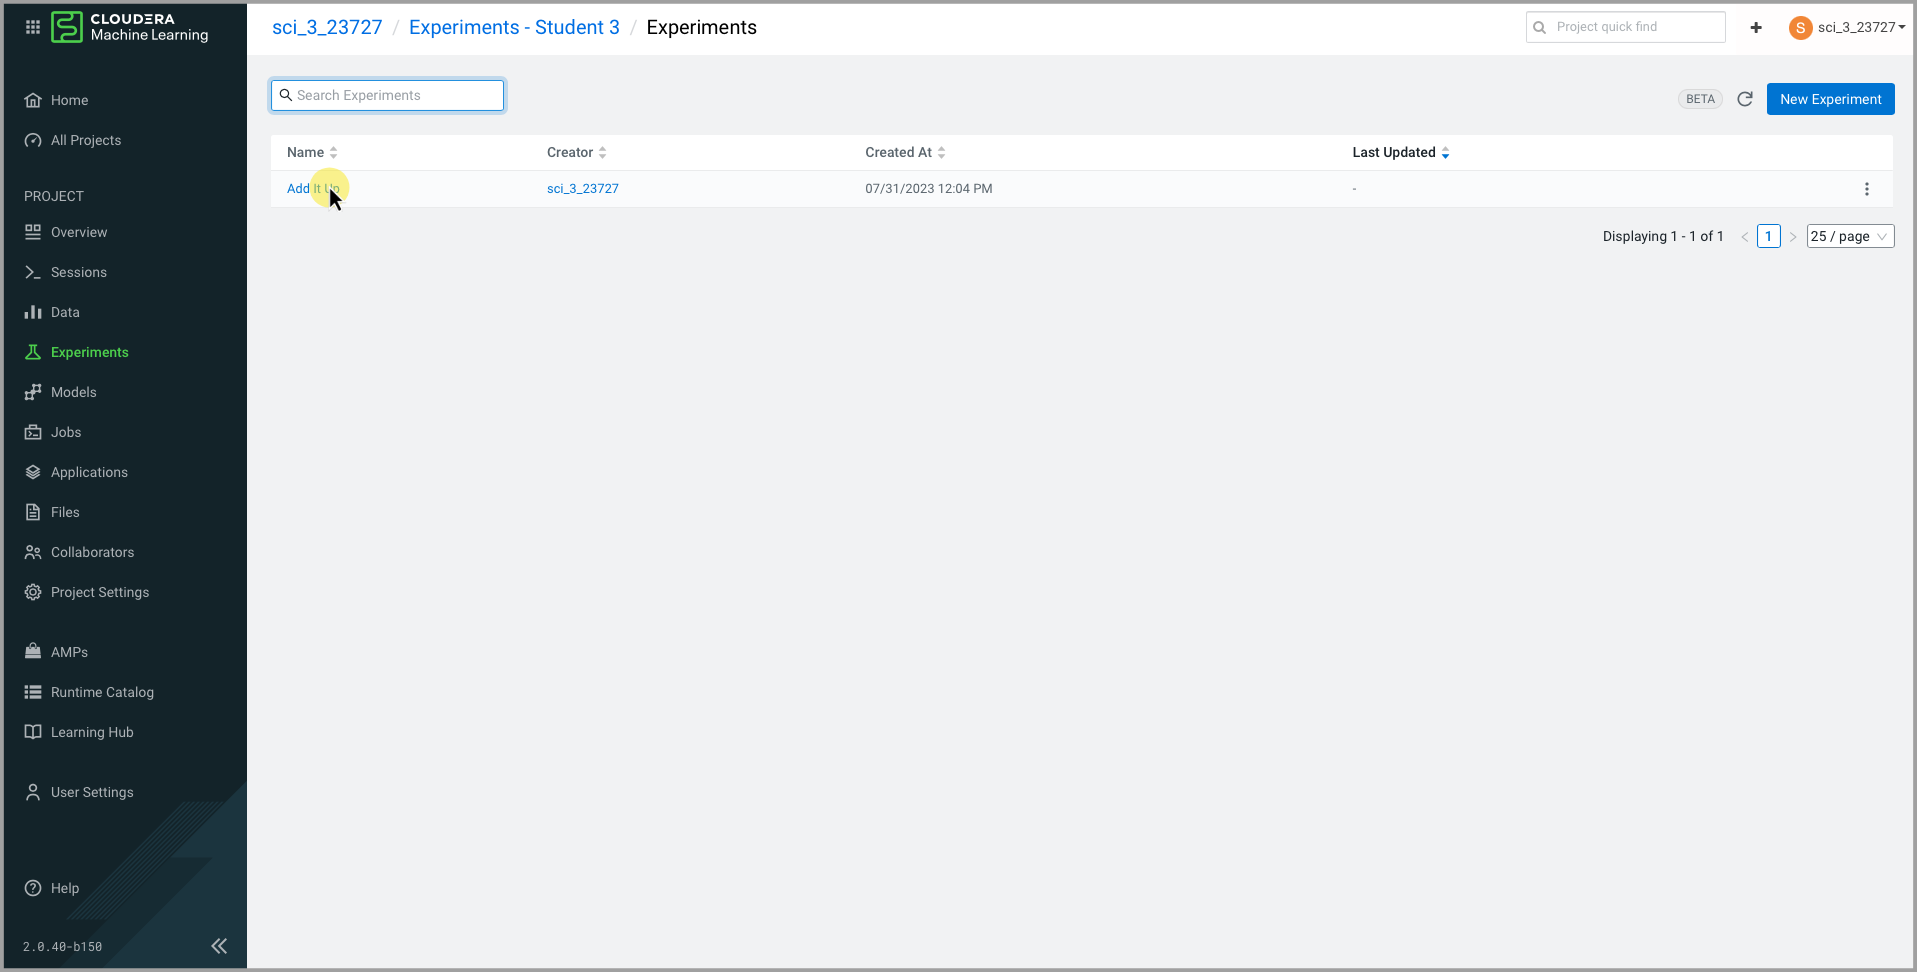 CLOUDERA
Machine Learning
sci_3_23727 / Experiments - Student 3 / Experiments
Project quick find
+
S sci_3_23727
Home
All Projects
PROJECT
Overview
Sessions
Data
Experiments
Models
Jobs
Applications
Files
Collaborators
Project Settings
AMPs
Runtime Catalog
Learning Hub
User Settings
Help
2.0.40-b150
Search Experiments
BETA
New Experiment
Name Creator Created At Last Updated
Add It Up sci_3_23727 07/31/2023 12:04 PM -
Displaying 1 - 1 of 1 < 1 > 25 / page